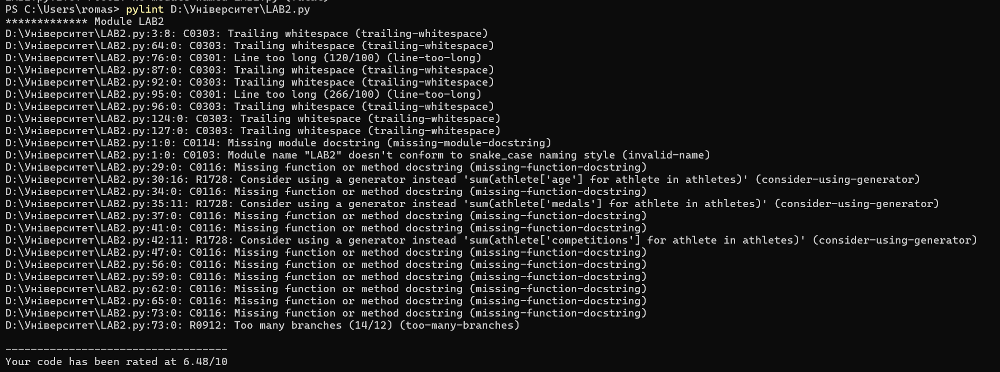 PS C:\Users\romas> pylint D:\Університет\LAB2.py
************* Module LAB2
D:\Університет\LAB2.py:3:8: C0303: Trailing whitespace (trailing-whitespace)
D:\Університет\LAB2.py:64:0: C0303: Trailing whitespace (trailing-whitespace)
D:\Університет\LAB2.py:76:0: C0301: Line too long (120/100) (line-too-long)
D:\Університет\LAB2.py:87:0: C0303: Trailing whitespace (trailing-whitespace)
D:\Університет\LAB2.py:92:0: C0303: Trailing whitespace (trailing-whitespace)
D:\Університет\LAB2.py:95:0: C0301: Line too long (266/100) (line-too-long)
D:\Університет\LAB2.py:96:0: C0303: Trailing whitespace (trailing-whitespace)
D:\Університет\LAB2.py:124:0: C0303: Trailing whitespace (trailing-whitespace)
D:\Університет\LAB2.py:127:0: C0303: Trailing whitespace (trailing-whitespace)
D:\Університет\LAB2.py:1:0: C0114: Missing module docstring (missing-module-docstring)
D:\Університет\LAB2.py:1:0: C0103: Module name "LAB2" doesn't conform to snake_case naming style (invalid-name)
D:\Університет\LAB2.py:29:0: C0116: Missing function or method docstring (missing-function-docstring)
D:\Університет\LAB2.py:30:16: R1728: Consider using a generator instead 'sum(athlete['age'] for athlete in athletes)' (consider-using-generator)
D:\Університет\LAB2.py:34:0: C0116: Missing function or method docstring (missing-function-docstring)
D:\Університет\LAB2.py:35:11: R1728: Consider using a generator instead 'sum(athlete['medals'] for athlete in athletes)' (consider-using-generator)
D:\Університет\LAB2.py:37:0: C0116: Missing function or method docstring (missing-function-docstring)
D:\Університет\LAB2.py:41:0: C0116: Missing function or method docstring (missing-function-docstring)
D:\Університет\LAB2.py:42:11: R1728: Consider using a generator instead 'sum(athlete['competitions'] for athlete in athletes)' (consider-using-generator)
D:\Університет\LAB2.py:47:0: C0116: Missing function or method docstring (missing-function-docstring)
D:\Університет\LAB2.py:56:0: C0116: Missing function or method docstring (missing-function-docstring)
D:\Університет\LAB2.py:59:0: C0116: Missing function or method docstring (missing-function-docstring)
D:\Університет\LAB2.py:62:0: C0116: Missing function or method docstring (missing-function-docstring)
D:\Університет\LAB2.py:65:0: C0116: Missing function or method docstring (missing-function-docstring)
D:\Університет\LAB2.py:73:0: C0116: Missing function or method docstring (missing-function-docstring)
D:\Університет\LAB2.py:73:0: R0912: Too many branches (14/12) (too-many-branches)
-----------------------------------
Your code has been rated at 6.48/10